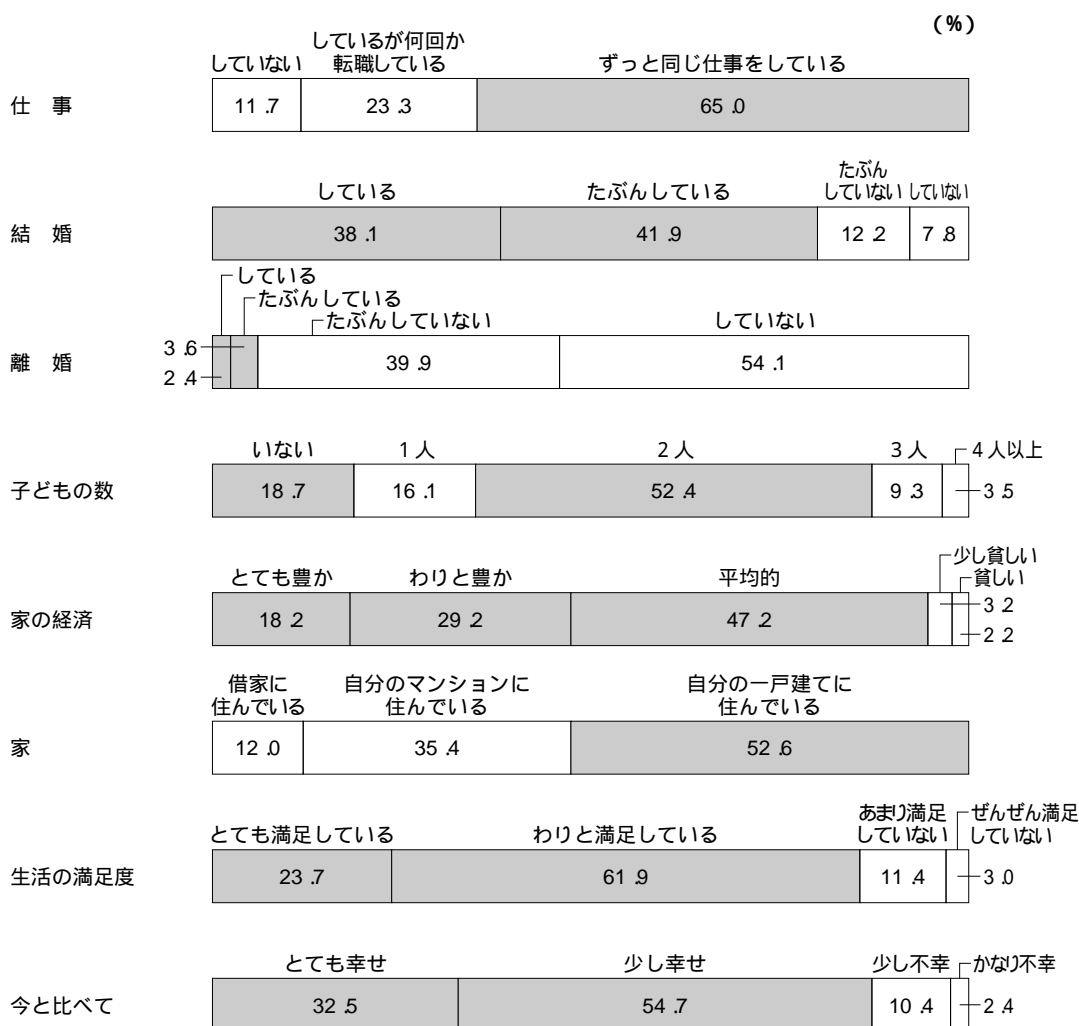 (%)
しているが何回か
していない 転職している ずっと同じ仕事をしている
仕 事 11.7 23.3 65.0
たぶん
している たぶんしている していない していない
結 婚 38.1 41.9 12.2 7.8
している
たぶんしている
たぶんしていない していない
3.6
離 婚 39.9 54.1
2.4
いない 1人 2人 3人 4人以上
子どもの数 18.7 16.1 52.4 9.3 3.5
少し貧しい
とても豊か わりと豊か 平均的 貧しい
3.2
家の経済 18.2 29.2 47.2
2.2
借家に 自分のマンションに 自分の一戸建てに
住んでいる 住んでいる 住んでいる
家 12.0 35.4 52.6
あまり満足 ぜんぜん満足
とても満足している わりと満足している していない していない
生活の満足度 23.7 61.9 11.4 3.0
とても幸せ 少し幸せ 少し不幸 かなり不幸
今と比べて 32.5 54.7 10.4 2.4